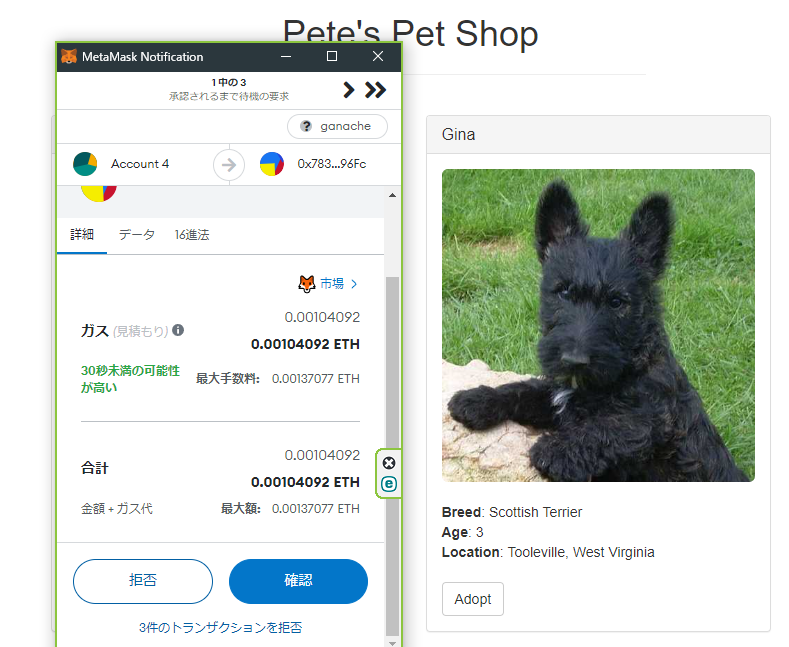 Pete's Pet Shop
MetaMask Notification
1 中の 3
承認されるまで待機の要求
ganache
Account 4
0x783...96Fc
詳細
データ
16進法
市場
0.00104092
ガス (見積もり)
0.00104092 ETH
30秒未満の可能性
が高い
最大手数料:
0.00137077 ETH
0.00104092
合計
0.00104092 ETH
金額 + ガス代
最大額:
0.00137077 ETH
拒否
確認
3件のトランザクションを拒否
Gina
Breed: Scottish Terrier
Age: 3
Location: Tooleville, West Virginia
Adopt